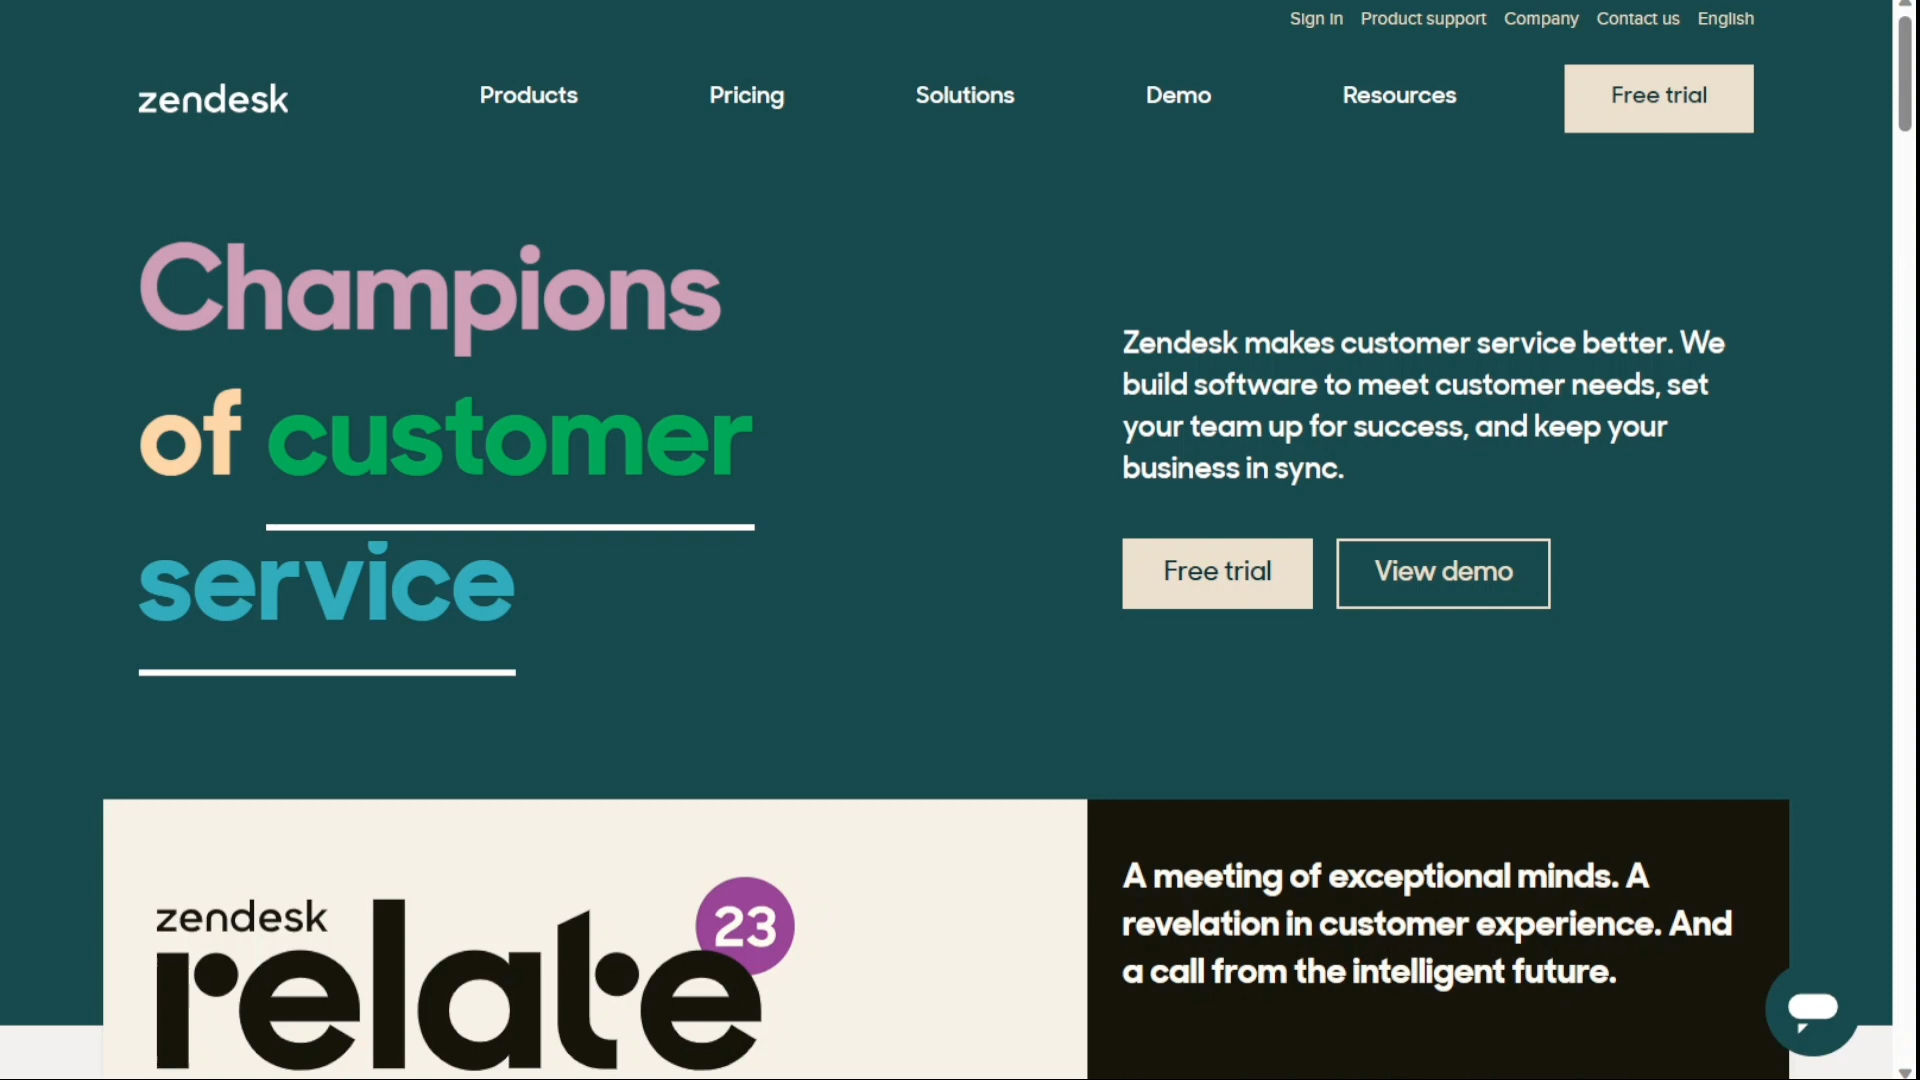 Sign in Product support Company Contact us English
zendesk Products Pricing Solutions Demo Resources Free trial
Champions
of customer
service
Zendesk makes customer service better. We
build software to meet customer needs, set
your team up for success, and keep your
business in sync.
Free trial View demo
zendesk
relate 23
A meeting of exceptional minds. A
revelation in customer experience. And
a call from the intelligent future.